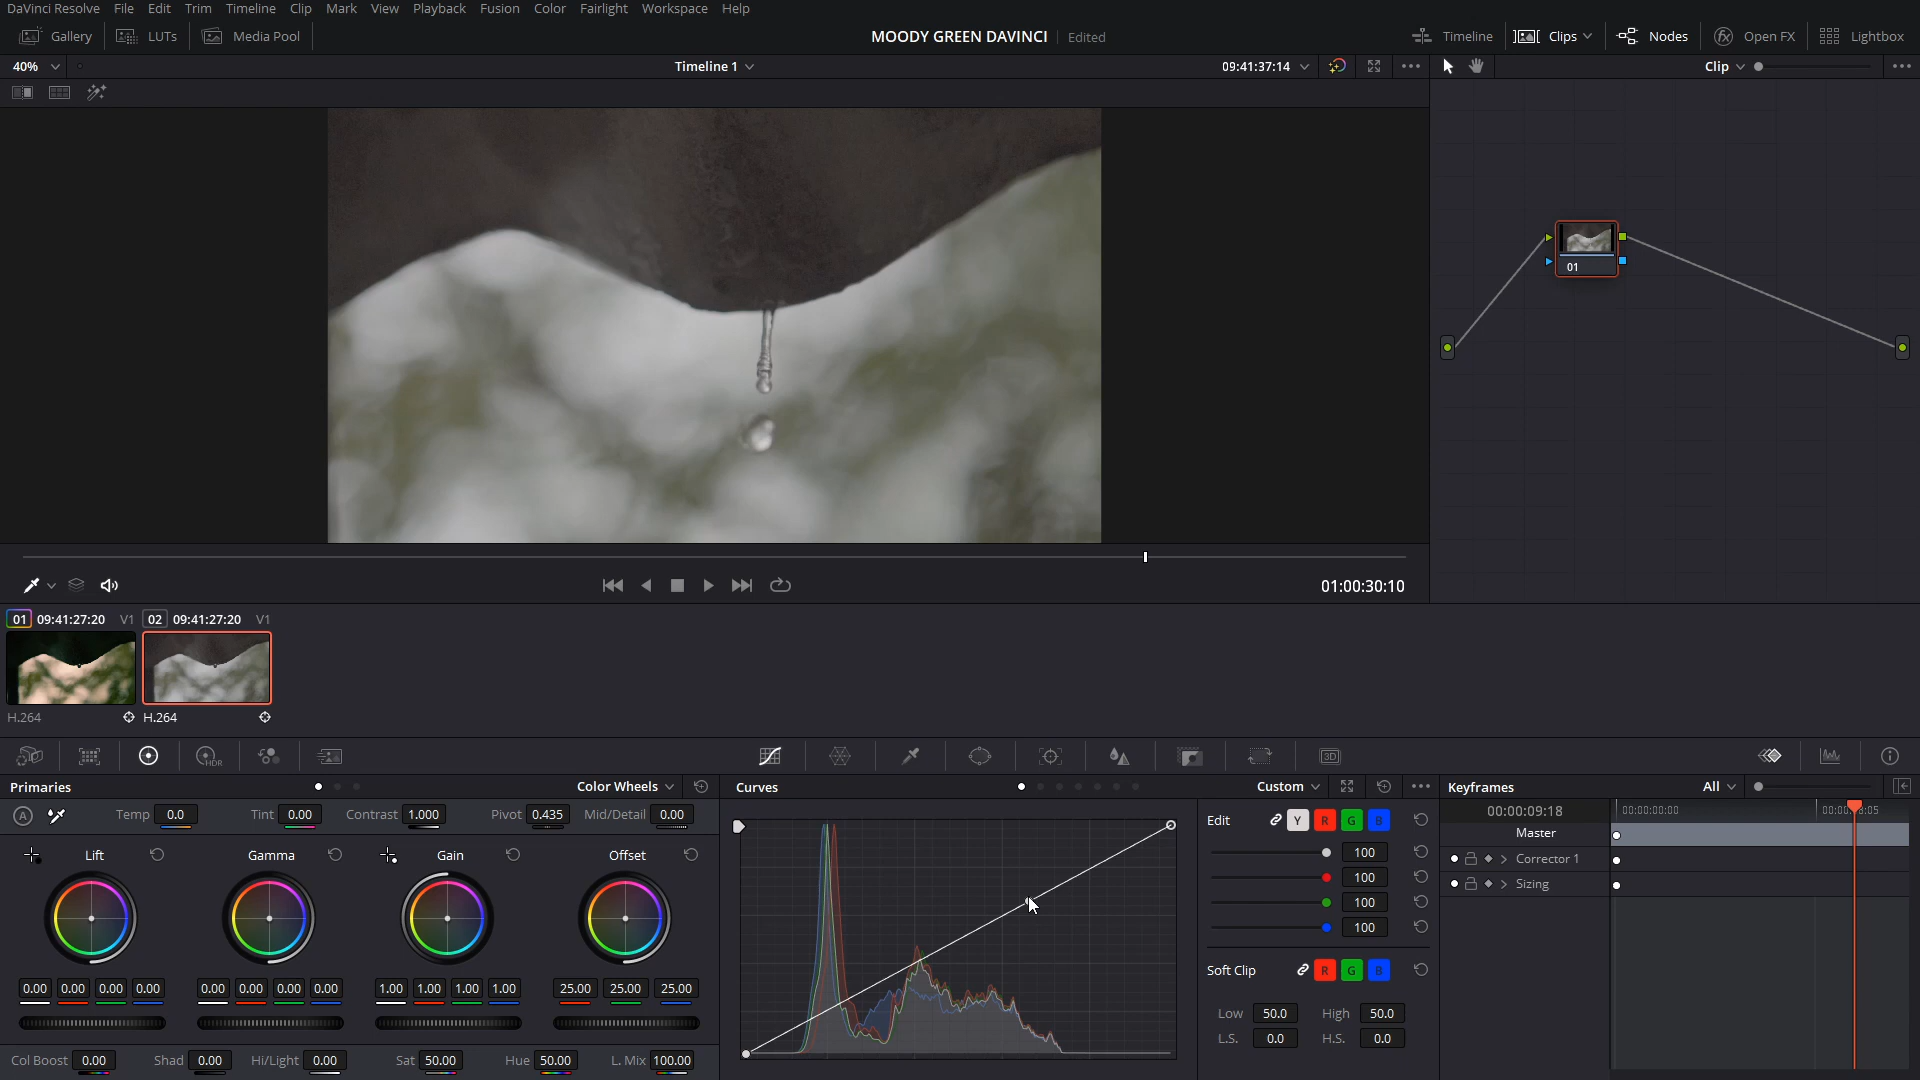 DaVinci Resolve File Edit Trim Timeline Clip Mark View Playback Fusion Color Fairlight Workspace Help
Gallery LUTs Media Pool MOODY GREEN DAVINCI Edited Timeline Clips Nodes Open FX Lightbox
40% Timeline 1 09:41:37:14 Clip
01
01:00:30:10
01 09:41:27:20 V1 02 09:41:27:20 V1
H.264 H.264
HDR 3D
Primaries Color Wheels Curves Custom Keyframes All
A Temp 0.0 Tint 0.00 Contrast 1.000 Pivot 0.435 Mid/Detail 0.00 Edit Y R G B 00:00:09:18 00:00:00:00
Master
Lift Gamma Gain Offset 100 Corrector 1
100 Sizing
100
100
Soft Clip R G B
0.00 0.00 0.00 0.00 0.00 0.00 0.00 0.00 1.00 1.00 1.00 1.00 25.00 25.00 25.00
Low 50.0 High 50.0
L.S. 0.0 H.S. 0.0
Col Boost 0.00 Shad 0.00 Hi/Light 0.00 Sat 50.00 Hue 50.00 L. Mix 100.00